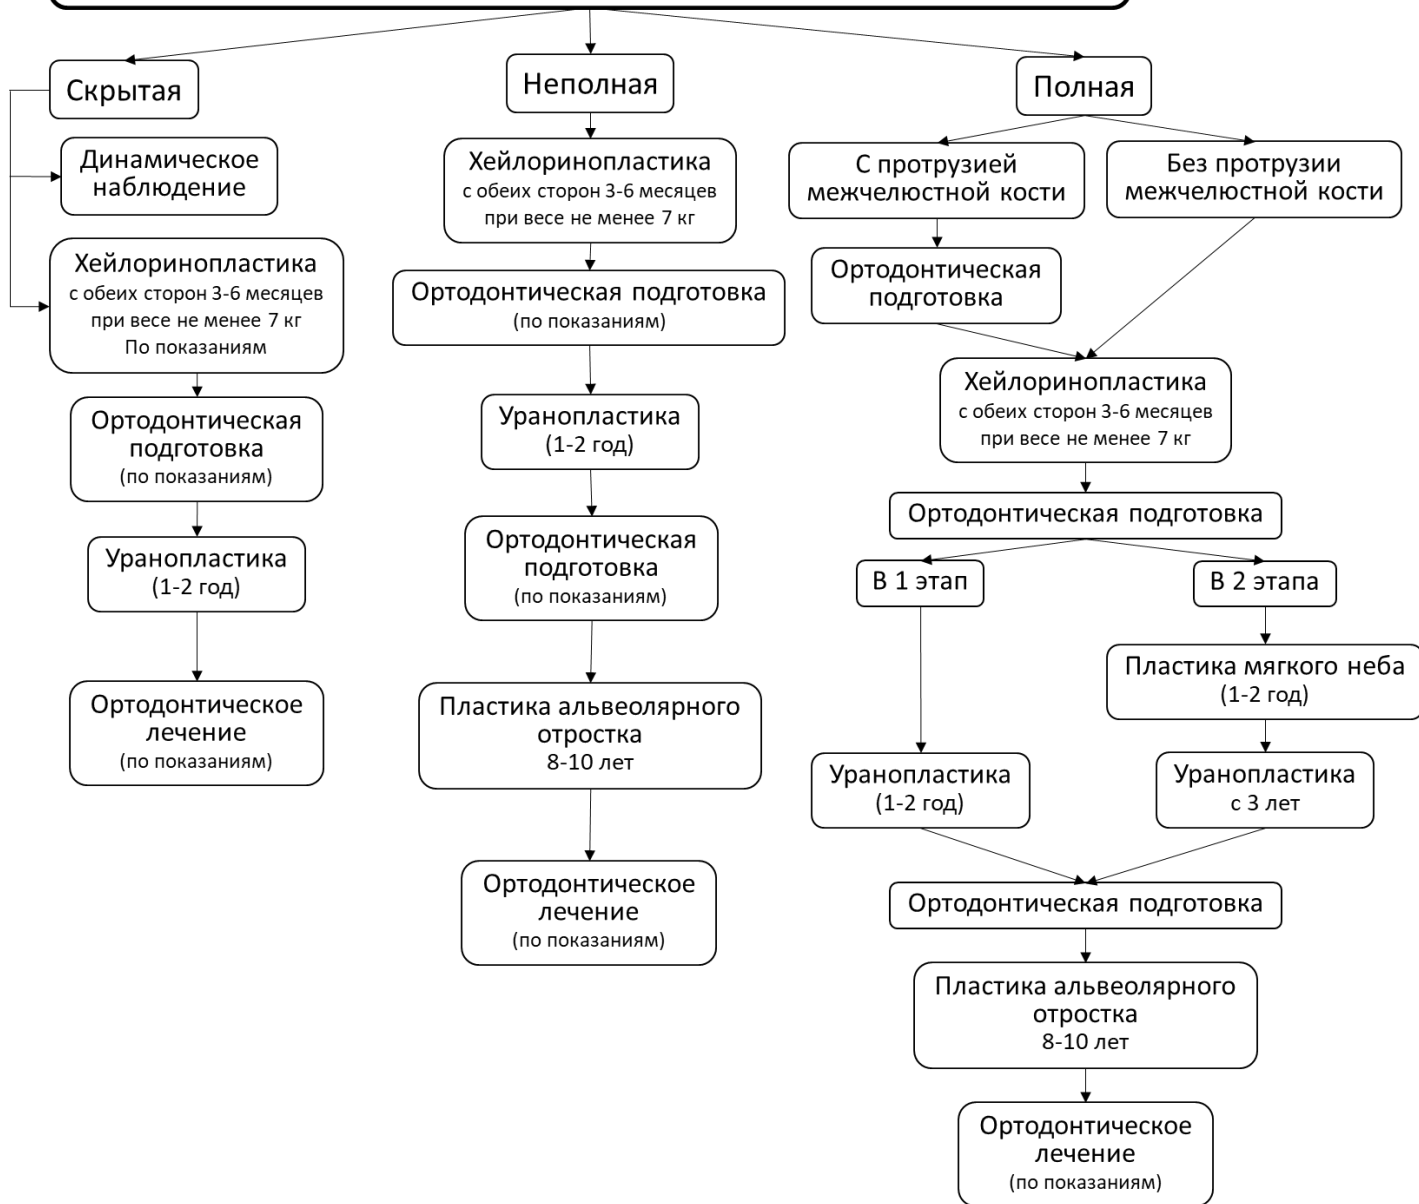 Скрытая
Динамическое
наблюдение
Хейлоринопластика
с обеих сторон 3-6 месяцев
при весе не менее 7 кг
По показаниям
Ортодонтическая
подготовка
(по показаниям)
Уранопластика
(1-2 год)
Ортодонтическое
лечение
(по показаниям)
Неполная
Хейлоринопластика
с обеих сторон 3-6 месяцев
при весе не менее 7 кг
Ортодонтическая подготовка
(по показаниям)
Уранопластика
(1-2 год)
Ортодонтическая
подготовка
(по показаниям)
Пластика альвеолярного
отростка
8-10 лет
Ортодонтическое
лечение
(по показаниям)
Полная
С протрузией
межчелюстной кости
Без протрузии
межчелюстной кости
Ортодонтическая
подготовка
Хейлоринопластика
с обеих сторон 3-6 месяцев
при весе не менее 7 кг
Ортодонтическая подготовка
В 1 этап
В 2 этапа
Пластика мягкого неба
(1-2 год)
Уранопластика
(1-2 год)
Уранопластика
с 3 лет
Ортодонтическая подготовка
Пластика альвеолярного
отростка
8-10 лет
Ортодонтическое
лечение
(по показаниям)